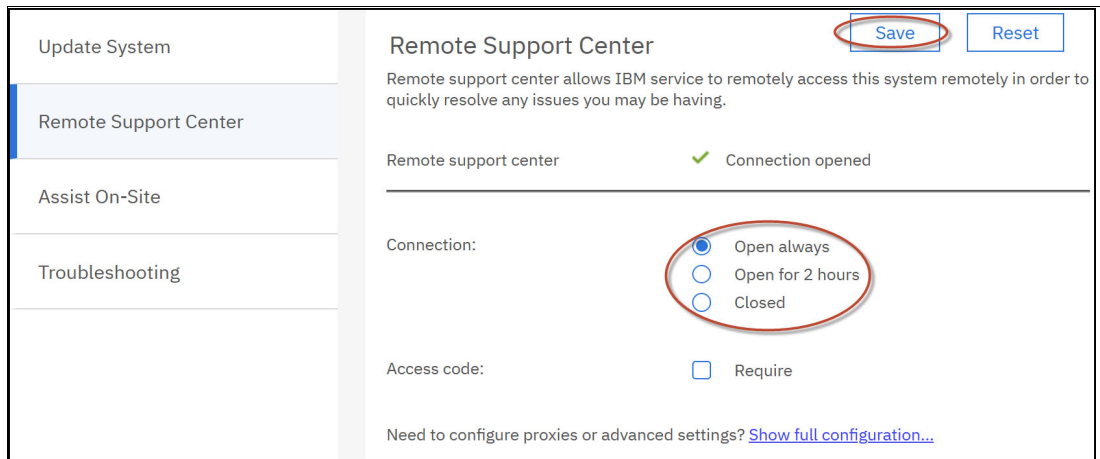 Update System
Remote Support Center
Assist On-Site
Troubleshooting
Remote Support Center
Save
Reset
Remote support center allows IBM service to remotely access this system remotely in order to
quickly resolve any issues you may be having.
Remote support center
Connection opened
Connection:
Open always
Open for 2 hours
Closed
Access code:
Require
Need to configure proxies or advanced settings? Show full configuration...